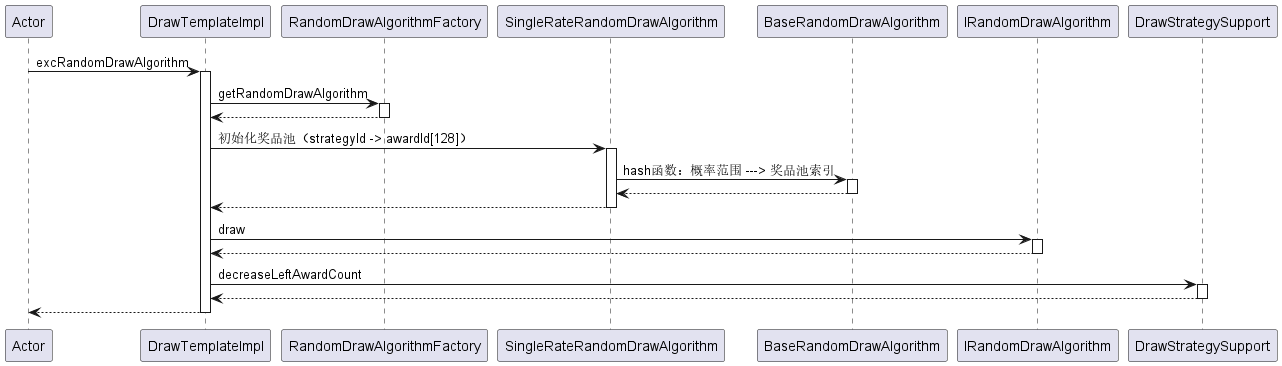 Actor
DrawTemplateImpl
RandomDrawAlgorithmFactory
SingleRateRandomDrawAlgorithm
BaseRandomDrawAlgorithm
IRandomDrawAlgorithm
DrawStrategySupport
excRandomDrawAlgorithm
getRandomDrawAlgorithm
初始化奖品池（strategyId -> awardId[128]）
hash函数：概率范围 ---> 奖品池索引
draw
decreaseLeftAwardCount
Actor
DrawTemplateImpl
RandomDrawAlgorithmFactory
SingleRateRandomDrawAlgorithm
BaseRandomDrawAlgorithm
IRandomDrawAlgorithm
DrawStrategySupport